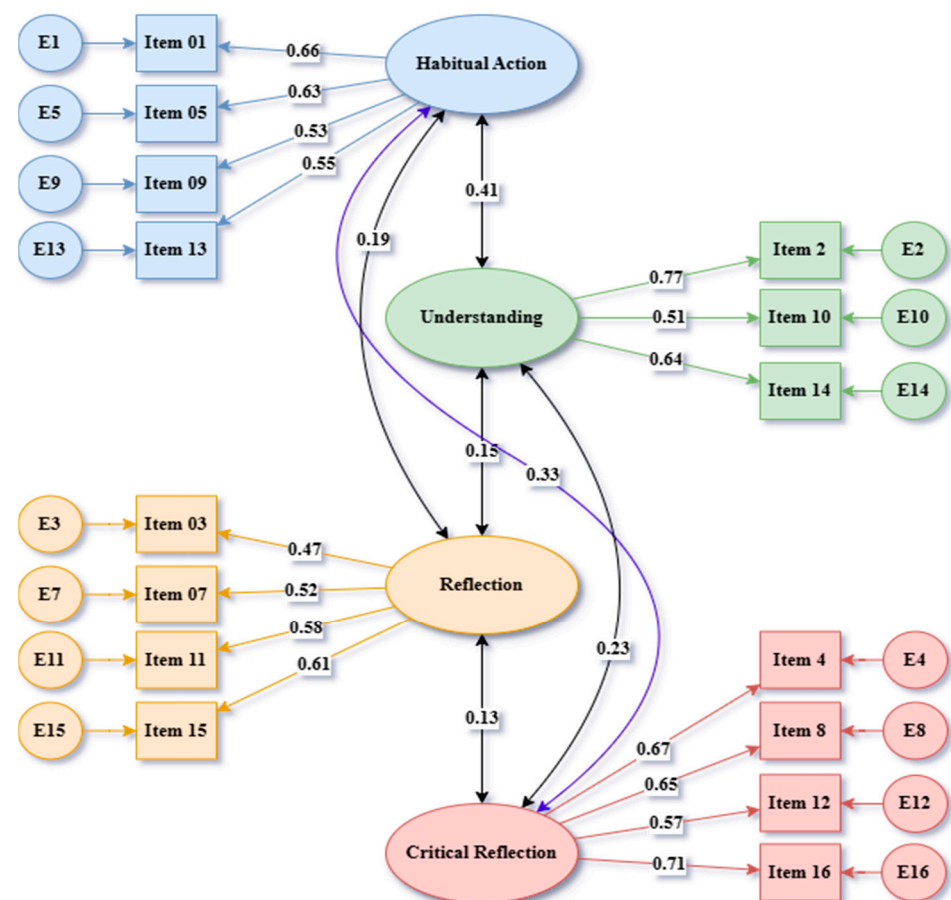 E1 Item 01 0.66 Habitual Action
E5 Item 05 0.63
E9 Item 09 0.53
E13 Item 13 0.55
0.41
0.19
0.33
Understanding
0.77 Item 2 E2
0.51 Item 10 E10
0.64 Item 14 E14
0.15
0.23
E3 Item 03 0.47 Reflection
E7 Item 07 0.52
E11 Item 11 0.58
E15 Item 15 0.61
0.13
Critical Reflection
0.67 Item 4 E4
0.65 Item 8 E8
0.57 Item 12 E12
0.71 Item 16 E16